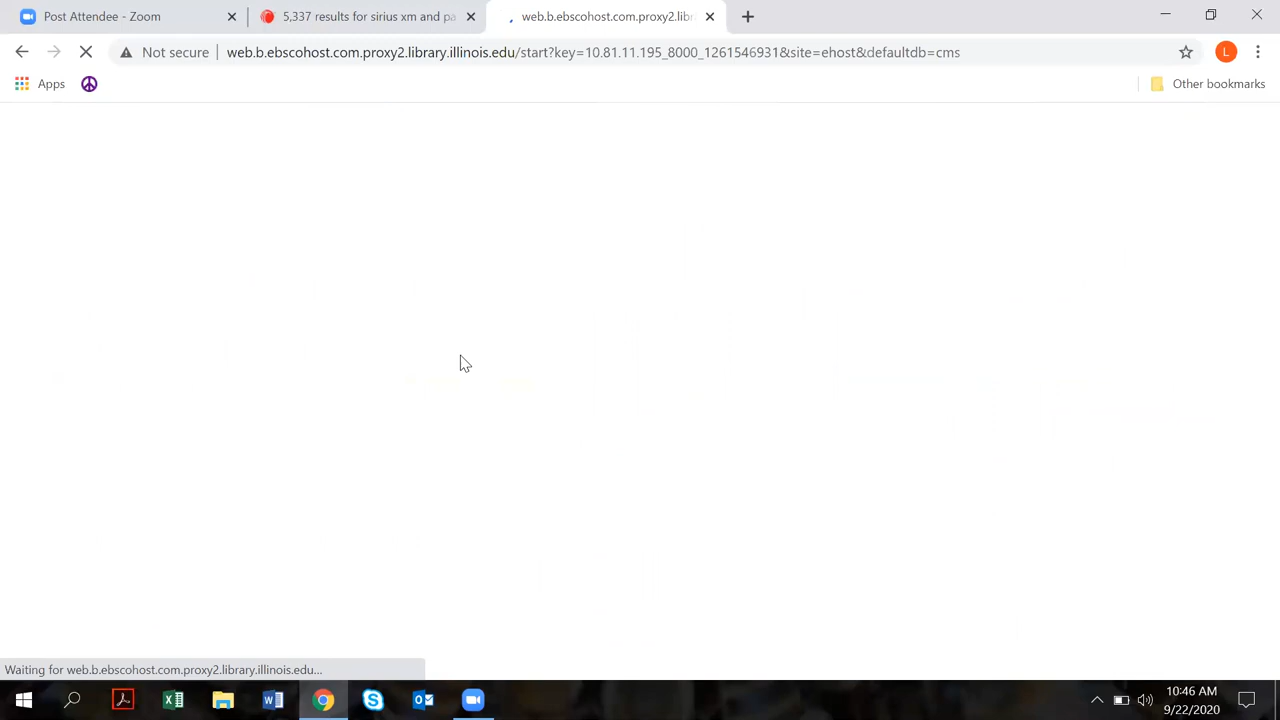 Post Attendee - Zoom
5,337 results for sirius xm and pa
web.b.ebscohost.com.proxy2.libr
Not secure
web.b.ebscohost.com.proxy2.library.illinois.edu/start?key=10.81.11.195_8000_1261546931&site=ehost&defaultdb=cms
L
Apps
Other bookmarks
Waiting for web.b.ebscohost.com.proxy2.library.illinois.edu...
10:46 AM
9/22/2020